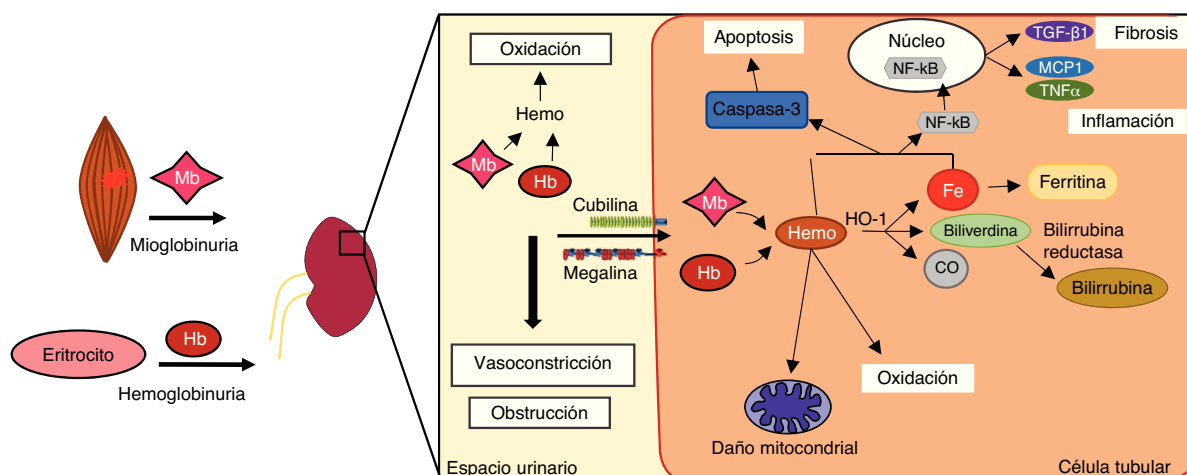 Mb
Mioglobinuria
Eritrocito
Hb
Hemoglobinuria
Oxidación
Hemo
Mb
Hb
Cubilina
Megalina
Vasoconstricción
Obstrucción
Espacio urinario
Apoptosis
Caspasa-3
Núcleo
NF-kB
NF-kB
TGF-β1
Fibrosis
MCP1
TNFα
Inflamación
Mb
Hb
Hemo
HO-1
Fe
Ferritina
Biliverdina
CO
Bilirrubina
reductasa
Bilirrubina
Oxidación
Daño mitocondrial
Célula tubular